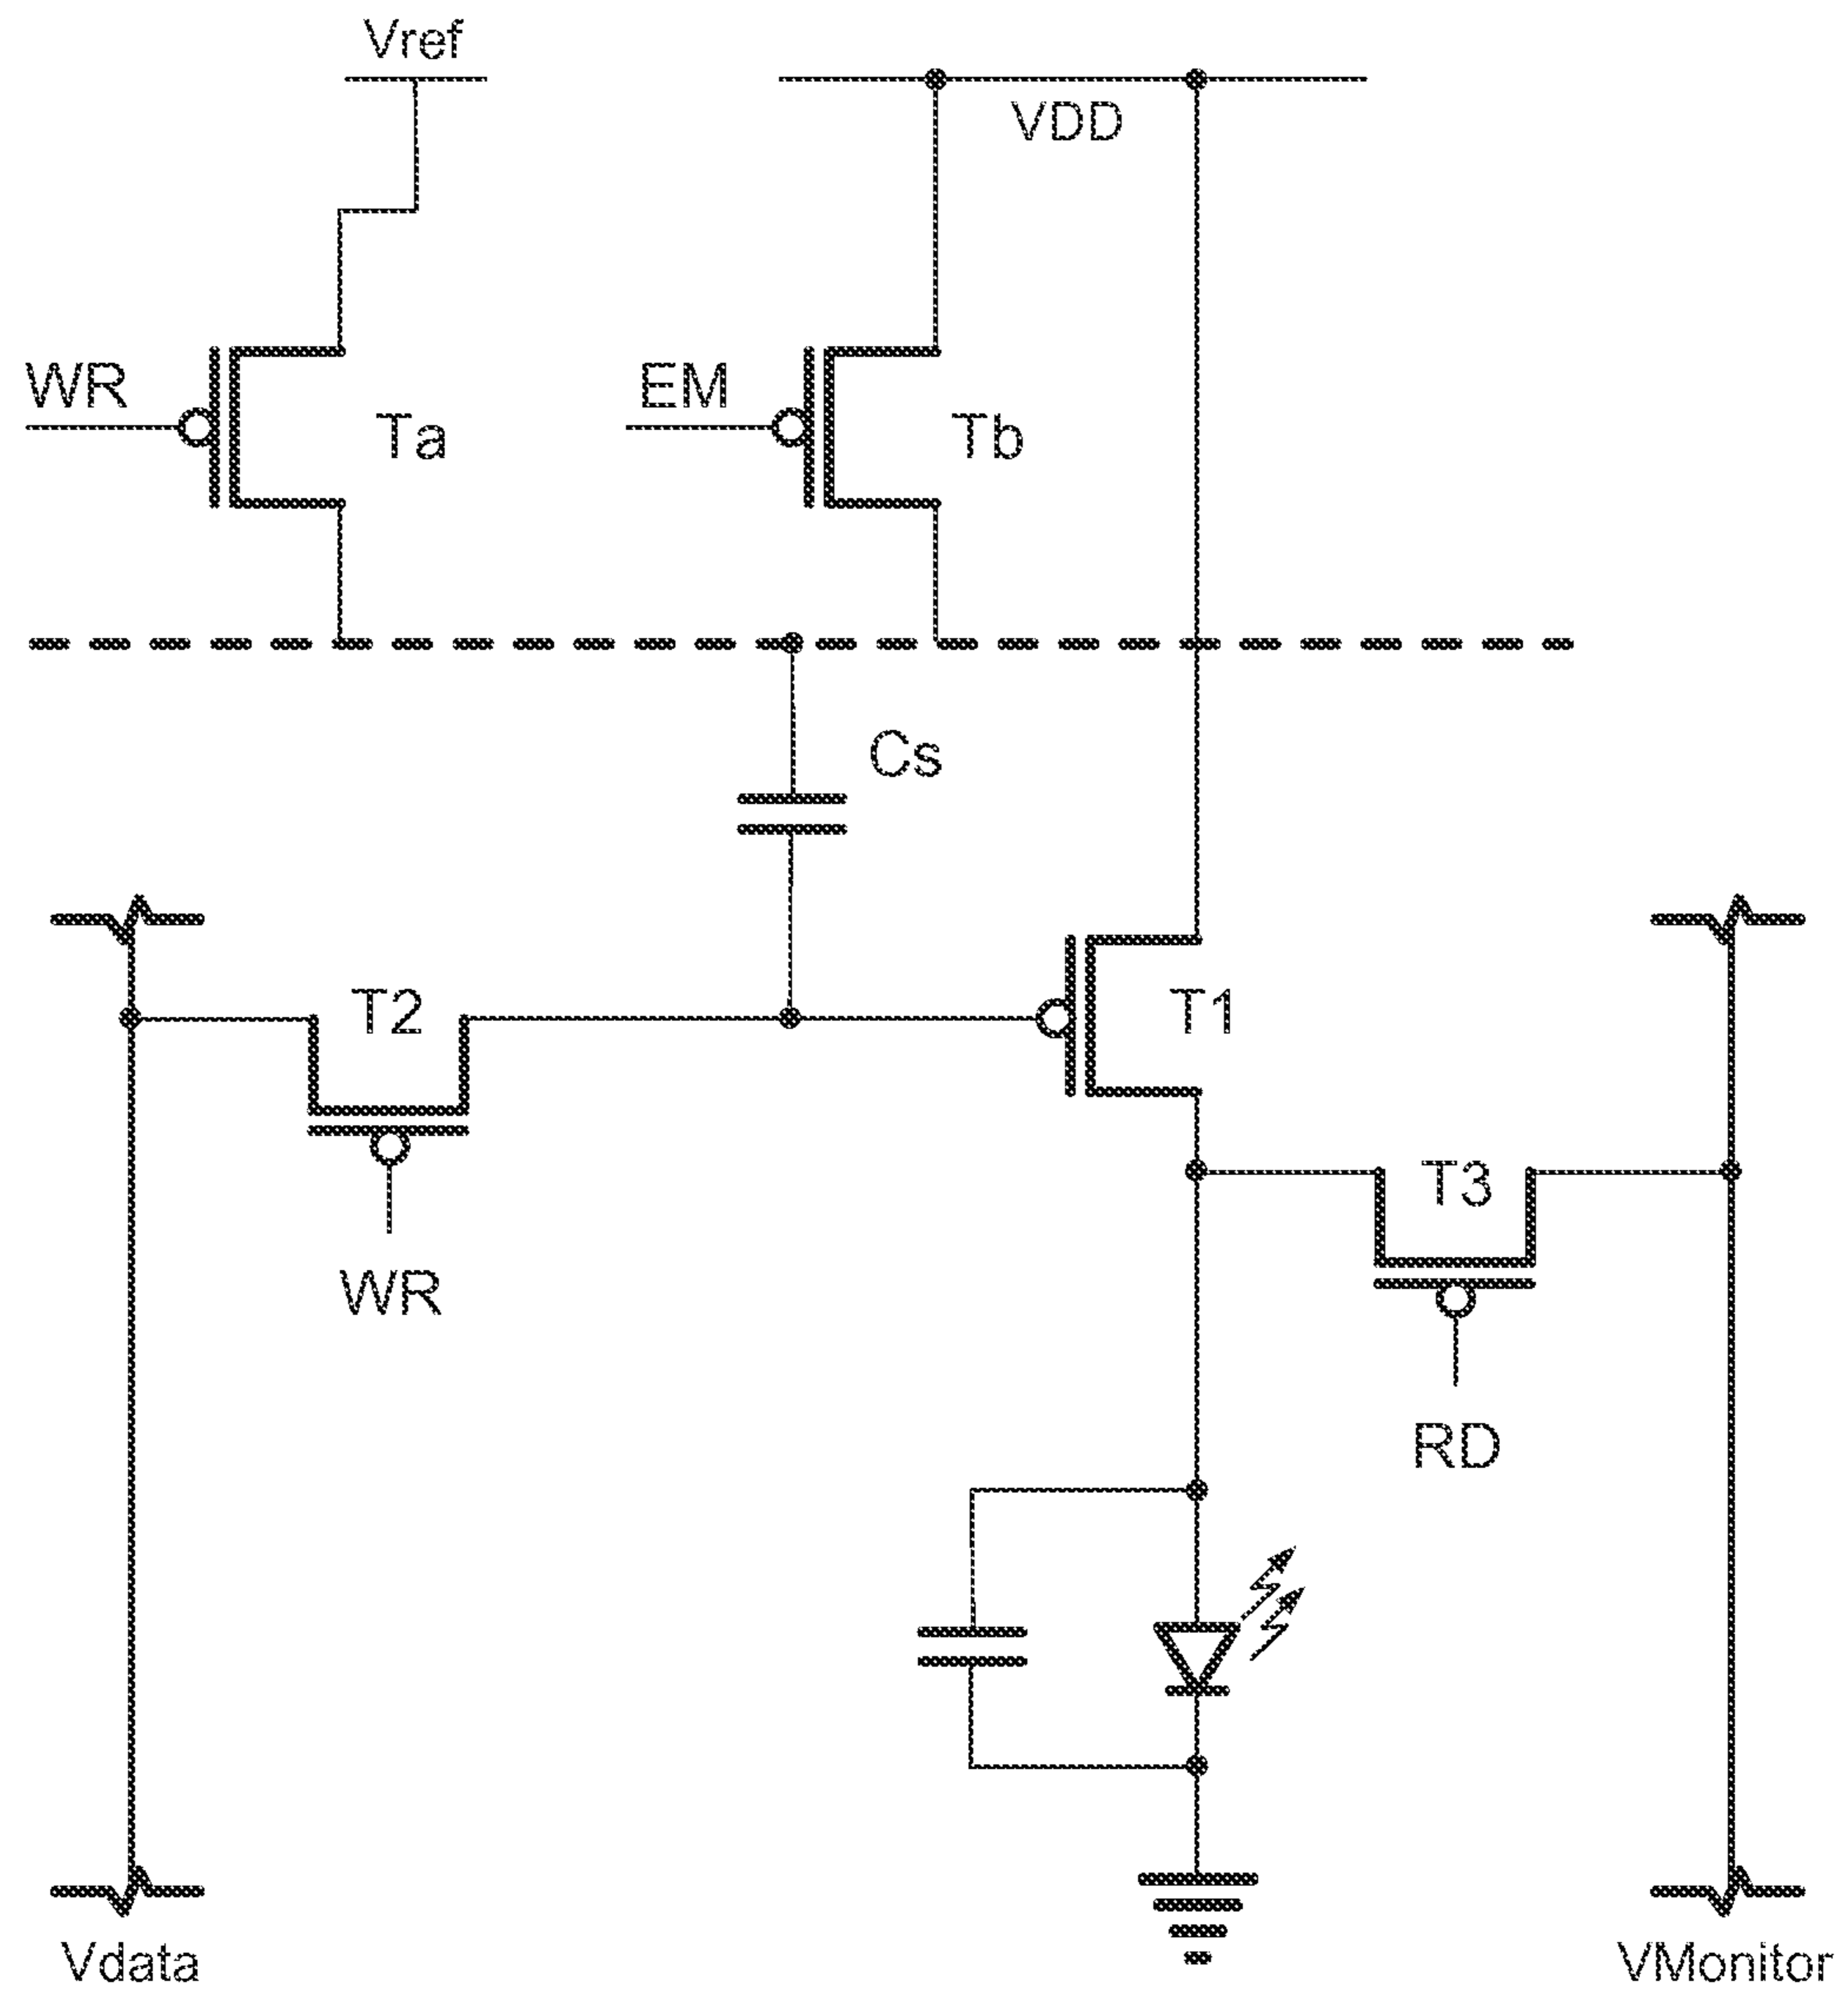 Vref
VDD
WR
Ta
EM
Tb
Cs
T2
T1
WR
T3
RD
Vdata
VMonitor